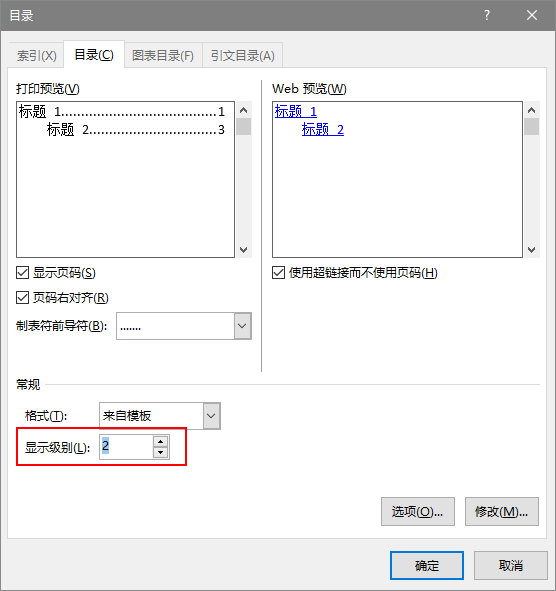 目录
?
索引(X) 目录(C) 图表目录(F) 引文目录(A)
打印预览(V)
标题 1....................................1
标题 2................................3
Web 预览(W)
标题 1
标题 2
显示页码(S)
页码右对齐(R)
制表符前导符(B): .......
使用超链接而不使用页码(H)
常规
格式(T): 来自模板
显示级别(L): 2
选项(O)... 修改(M)...
确定 取消